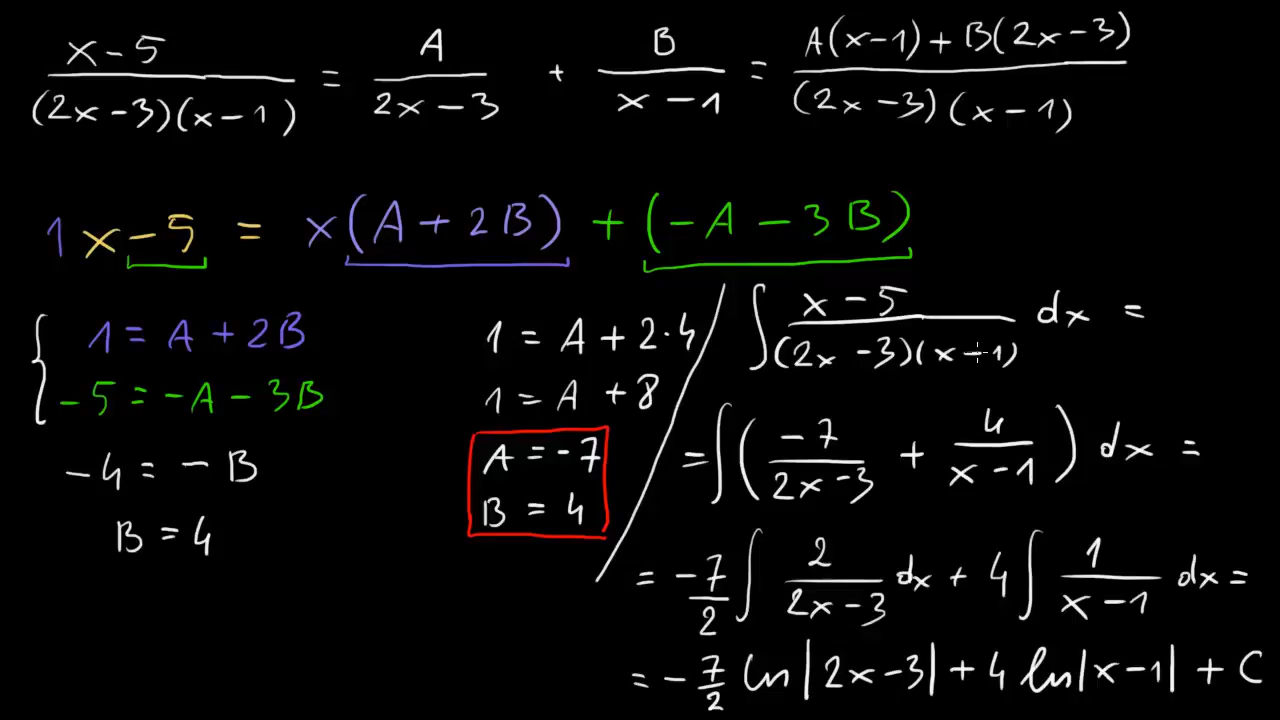 x - 5 / (2x - 3)(x - 1) = A / 2x - 3 + B / x - 1 = A(x - 1) + B(2x - 3) / (2x - 3)(x - 1)
1x - 5 = x(A + 2B) + (-A - 3B)
{ 1 = A + 2B
-5 = -A - 3B
-4 = -B
B = 4
1 = A + 2·4
1 = A + 8
A = -7
B = 4
∫ x - 5 / (2x - 3)(x - 1) dx =
= ∫ ( -7 / 2x - 3 + 4 / x - 1 ) dx =
= -7/2 ∫ 2 / 2x - 3 dx + 4 ∫ 1 / x - 1 dx =
= -7/2 ln|2x - 3| + 4 ln|x - 1| + C